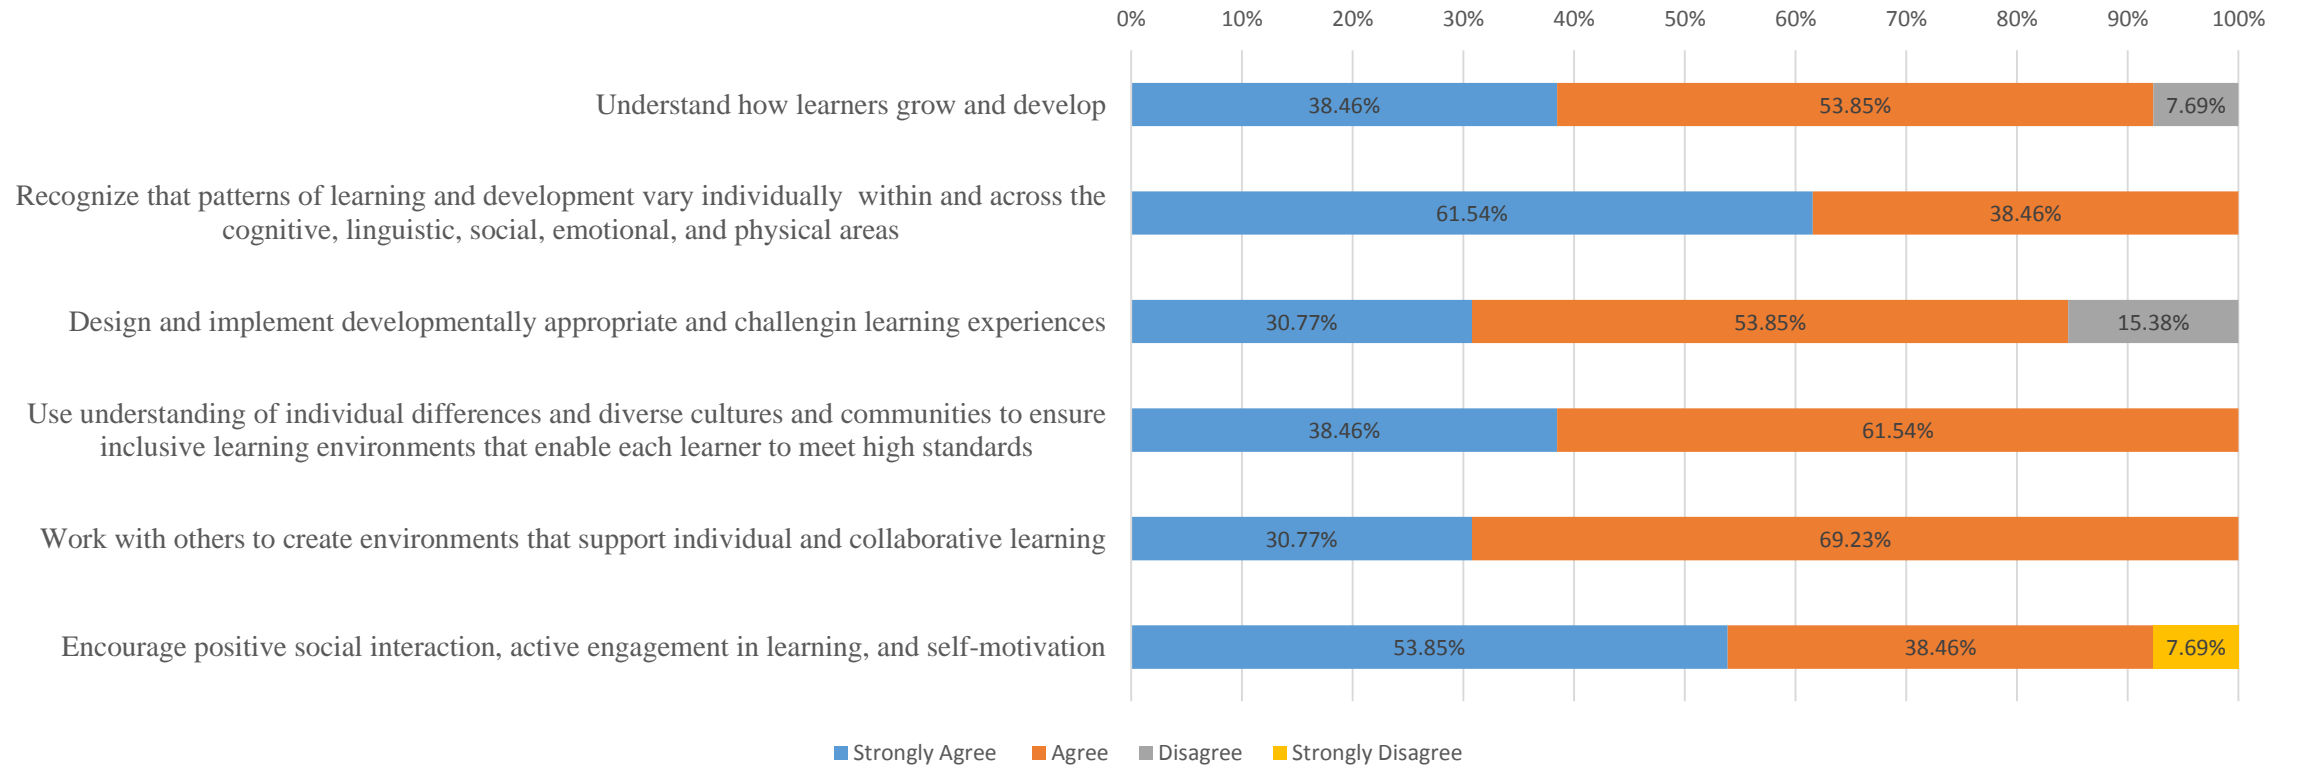 0% 10% 20% 30% 40% 50% 60% 70% 80% 90% 100%
Understand how learners grow and develop
38.46% 53.85% 7.69%
Recognize that patterns of learning and development vary individually  within and across the
cognitive, linguistic, social, emotional, and physical areas
61.54% 38.46%
Design and implement developmentally appropriate and challengin learning experiences
30.77% 53.85% 15.38%
Use understanding of individual differences and diverse cultures and communities to ensure
inclusive learning environments that enable each learner to meet high standards
38.46% 61.54%
Work with others to create environments that support individual and collaborative learning
30.77% 69.23%
Encourage positive social interaction, active engagement in learning, and self-motivation
53.85% 38.46% 7.69%
Strongly Agree Agree Disagree Strongly Disagree